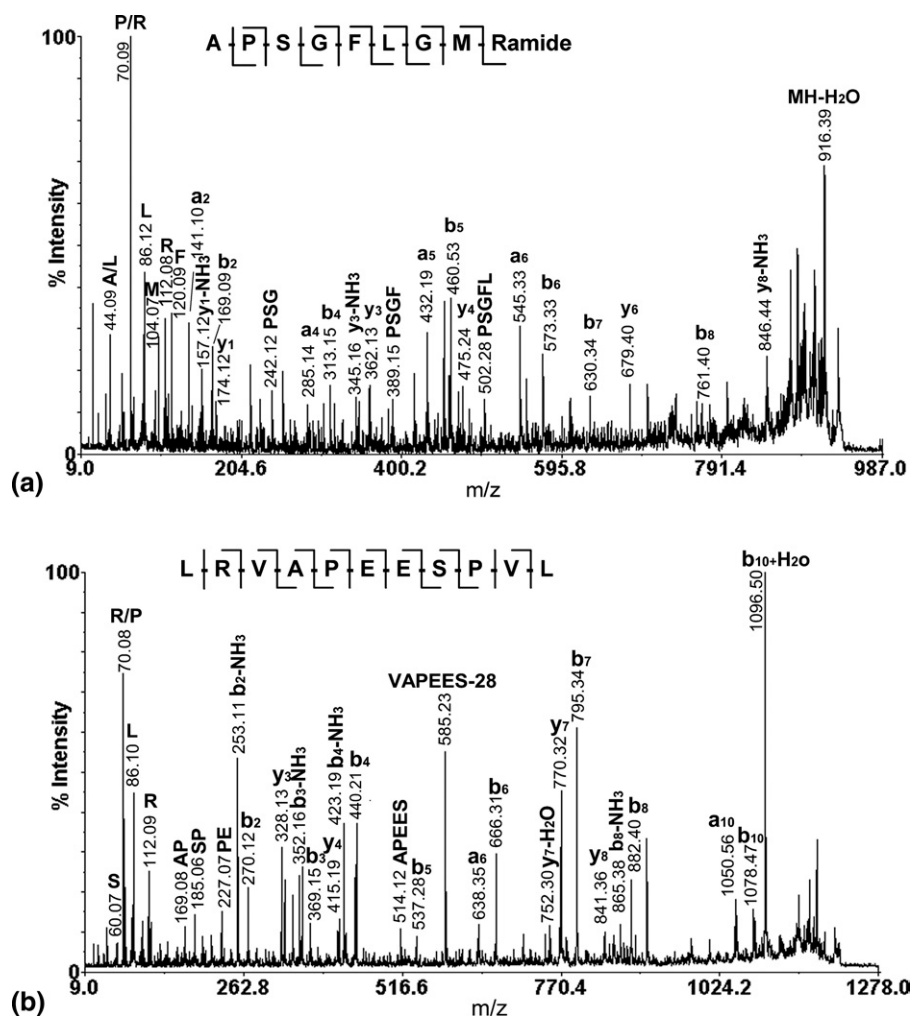 A P S G F L G M Ramide
100
% Intensity
0
P/R
70.09
A/L
44.09
L
86.12
M
104.07
R
112.08
F
120.09
a2
141.10
y1-NH3
157.12
b2
169.09
y1
174.12
PSG
242.12
a4
285.14
b4
313.15
y3-NH3
345.16
y3
362.13
PSGF
389.15
a5
432.19
b5
460.53
y4
475.24
PSGFL
502.28
a6
545.33
b6
573.33
b7
630.34
y6
679.40
b8
761.40
y8-NH3
846.44
MH-H2O
916.39
9.0 204.6 400.2 595.8 791.4 987.0
m/z
(a)
L R V A P E E S P V L
100
% Intensity
0
R/P
70.08
S
60.07
L
86.10
R
112.09
AP
169.08
SP
185.06
PE
227.07
b2-NH3
253.11
b2
270.12
y3
328.13
b3-NH3
352.16
b3
369.15
y4
415.19
b4-NH3
423.19
b4
440.21
APEES
514.12
b5
537.28
VAPEES-28
585.23
a6
638.35
b6
666.31
y7-H2O
752.30
y7
770.32
b7
795.34
y8
841.36
b8-NH3
865.38
b8
882.40
a10
1050.56
b10
1078.47
b10+H2O
1096.50
9.0 262.8 516.6 770.4 1024.2 1278.0
m/z
(b)